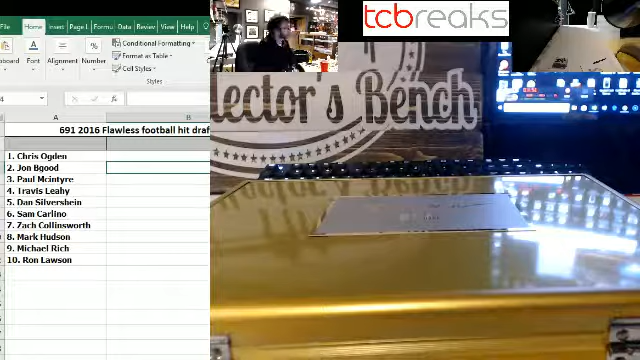 File
Home
Insert
Page l
Formu
Data
Review
View
Help
tcbreaks
pboard
Font
Alignment
Number
Conditional Formatting
Format as Table
Cell Styles
Styles
A
B
691 2016 Flawless football hit draf
1. Chris Ogden
2. Jon Bgood
3. Paul Mcintyre
4. Travis Leahy
5. Dan Silvershein
6. Sam Carlino
7. Zach Collinsworth
8. Mark Hudson
9. Michael Rich
10. Ron Lawson
llector's Bench